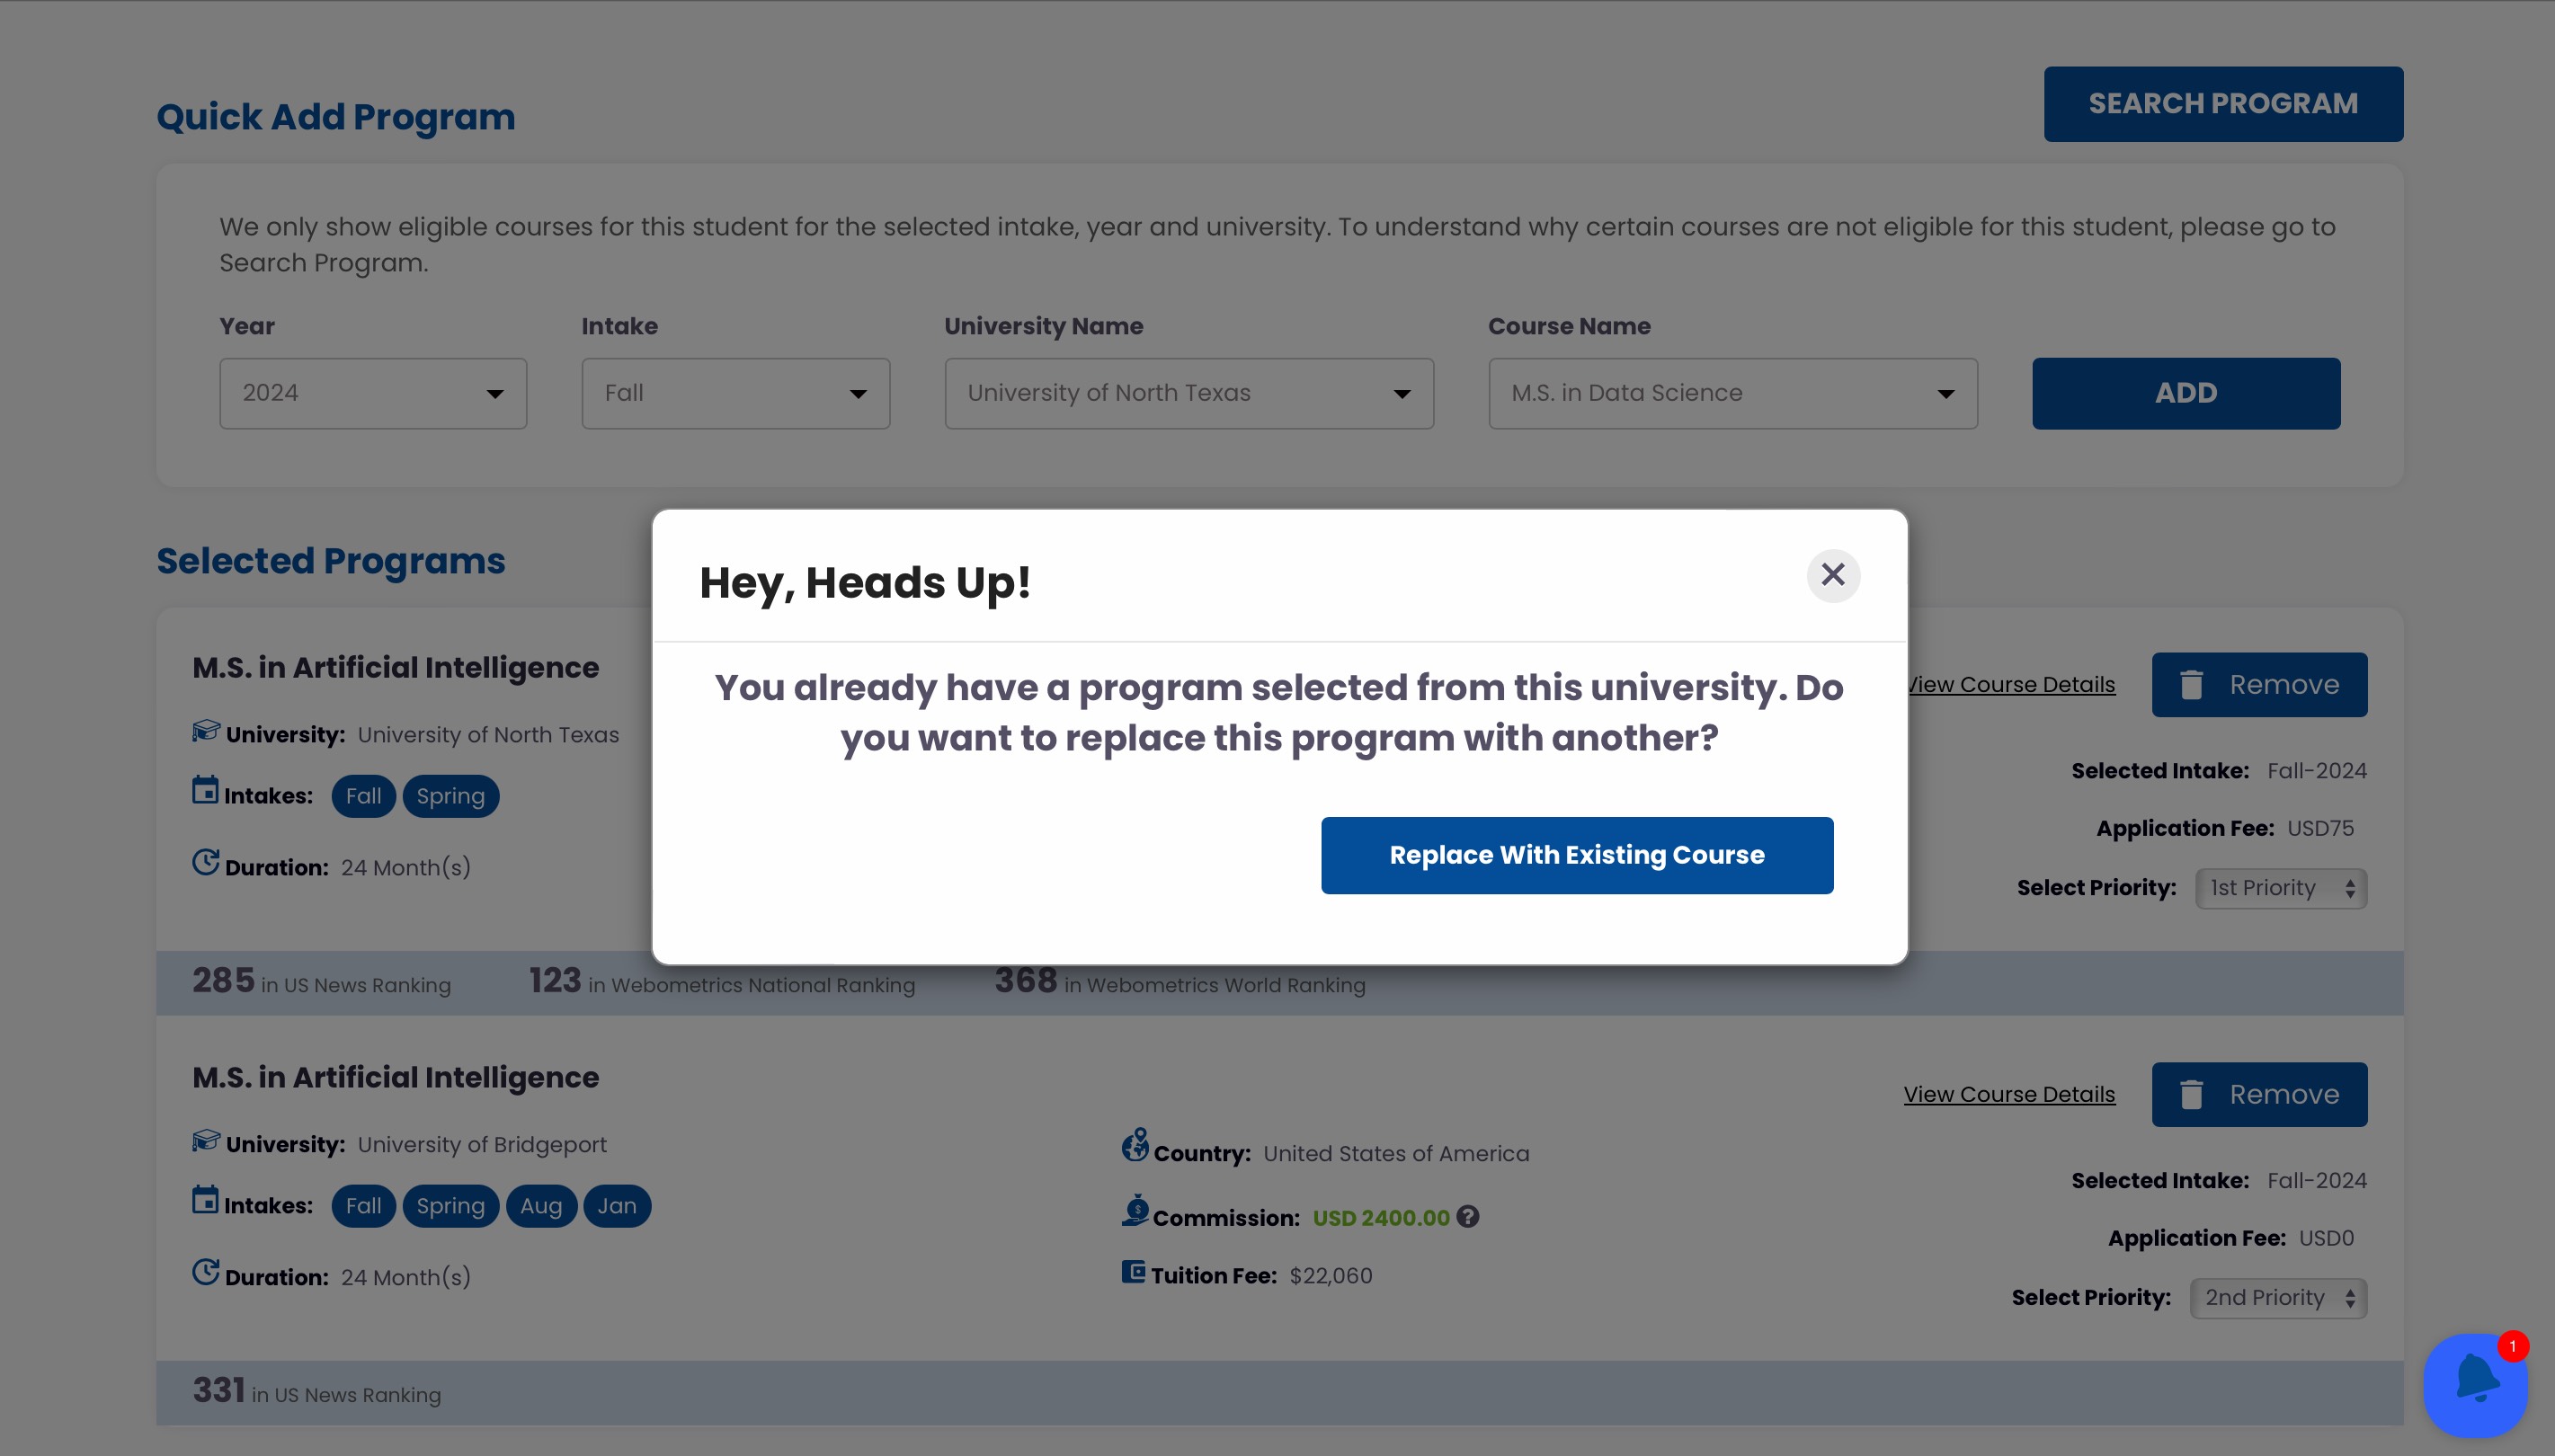 Quick Add Program
SEARCH PROGRAM
We only show eligible courses for this student for the selected intake, year and university. To understand why certain courses are not eligible for this student, please go to
Search Program.
Year
Intake
University Name
Course Name
2024
Fall
University of North Texas
M.S. in Data Science
ADD
Selected Programs
Hey, Heads Up!
You already have a program selected from this university. Do
you want to replace this program with another?
Replace With Existing Course
M.S. in Artificial Intelligence
View Course Details
Remove
University: University of North Texas
Intakes: Fall Spring
Duration: 24 Month(s)
Selected Intake: Fall-2024
Application Fee: USD75
Select Priority: 1st Priority
285 in US News Ranking
123 in Webometrics National Ranking
368 in Webometrics World Ranking
M.S. in Artificial Intelligence
View Course Details
Remove
University: University of Bridgeport
Intakes: Fall Spring Aug Jan
Duration: 24 Month(s)
Country: United States of America
Commission: USD 2400.00 ?
Tuition Fee: $22,060
Selected Intake: Fall-2024
Application Fee: USD0
Select Priority: 2nd Priority
331 in US News Ranking
1